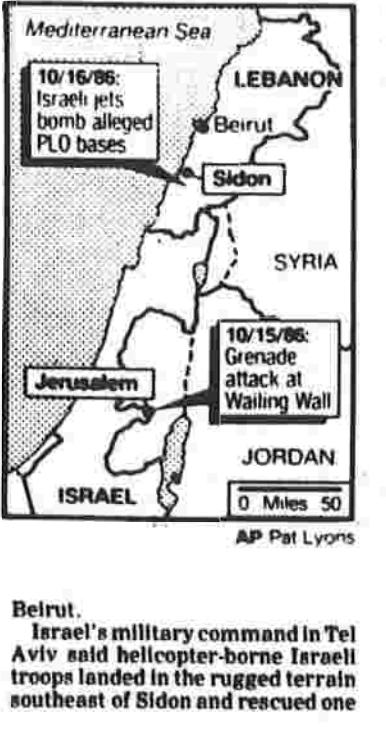 Mediterranean Sea
10/16/86:
Israeli jets
bomb alleged
PLO bases
LEBANON
Beirut
Sidon
SYRIA
10/15/86:
Grenade
attack at
Wailing Wall
Jerusalem
JORDAN
ISRAEL
0 Miles 50
AP Pat Lyons
Beirut.
Israel's military command in Tel
Aviv said helicopter-borne Israeli
troops landed in the rugged terrain
southeast of Sidon and rescued one